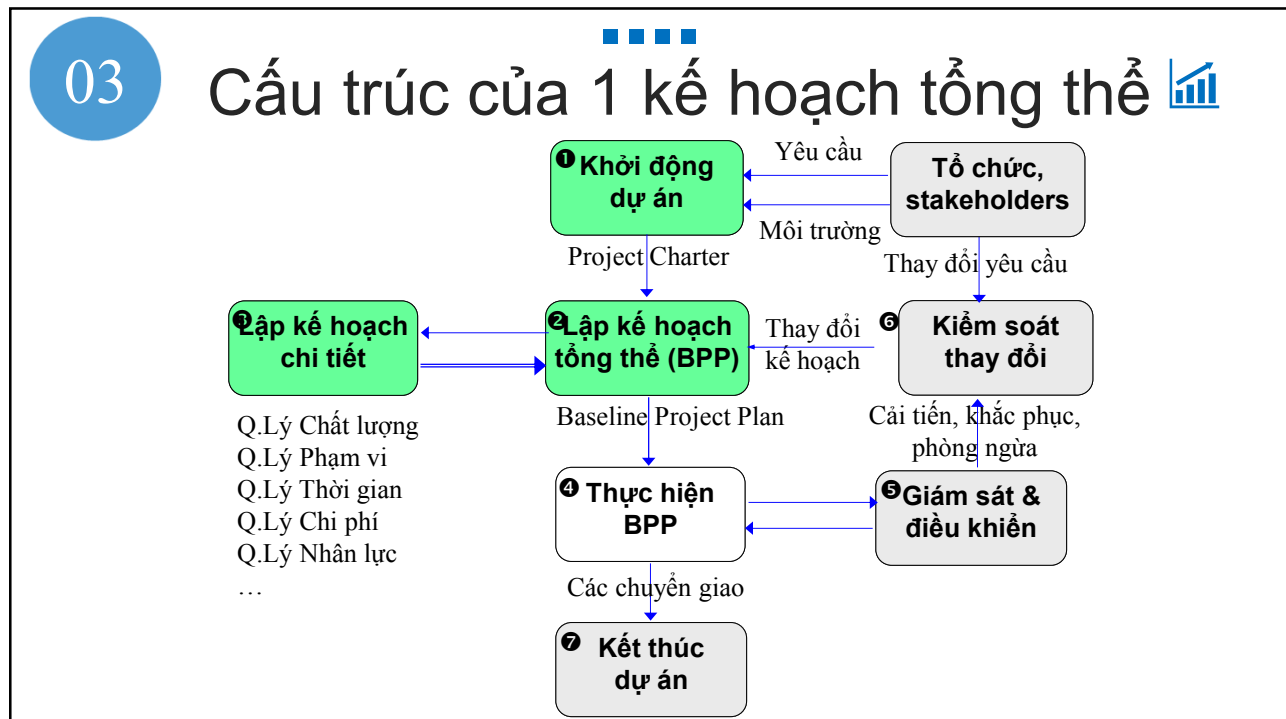 03
Cấu trúc của 1 kế hoạch tổng thể
❶ Khởi động
dự án
Yêu cầu
Môi trường
Tổ chức,
stakeholders
Project Charter
Thay đổi yêu cầu
❸ Lập kế hoạch
chi tiết
❷ Lập kế hoạch
tổng thể (BPP)
Thay đổi
kế hoạch
❻ Kiểm soát
thay đổi
Q.Lý Chất lượng
Q.Lý Phạm vi
Q.Lý Thời gian
Q.Lý Chi phí
Q.Lý Nhân lực
…
Baseline Project Plan
Cải tiến, khắc phục,
phòng ngừa
❹ Thực hiện
BPP
❺ Giám sát &
điều khiển
Các chuyển giao
❼ Kết thúc
dự án